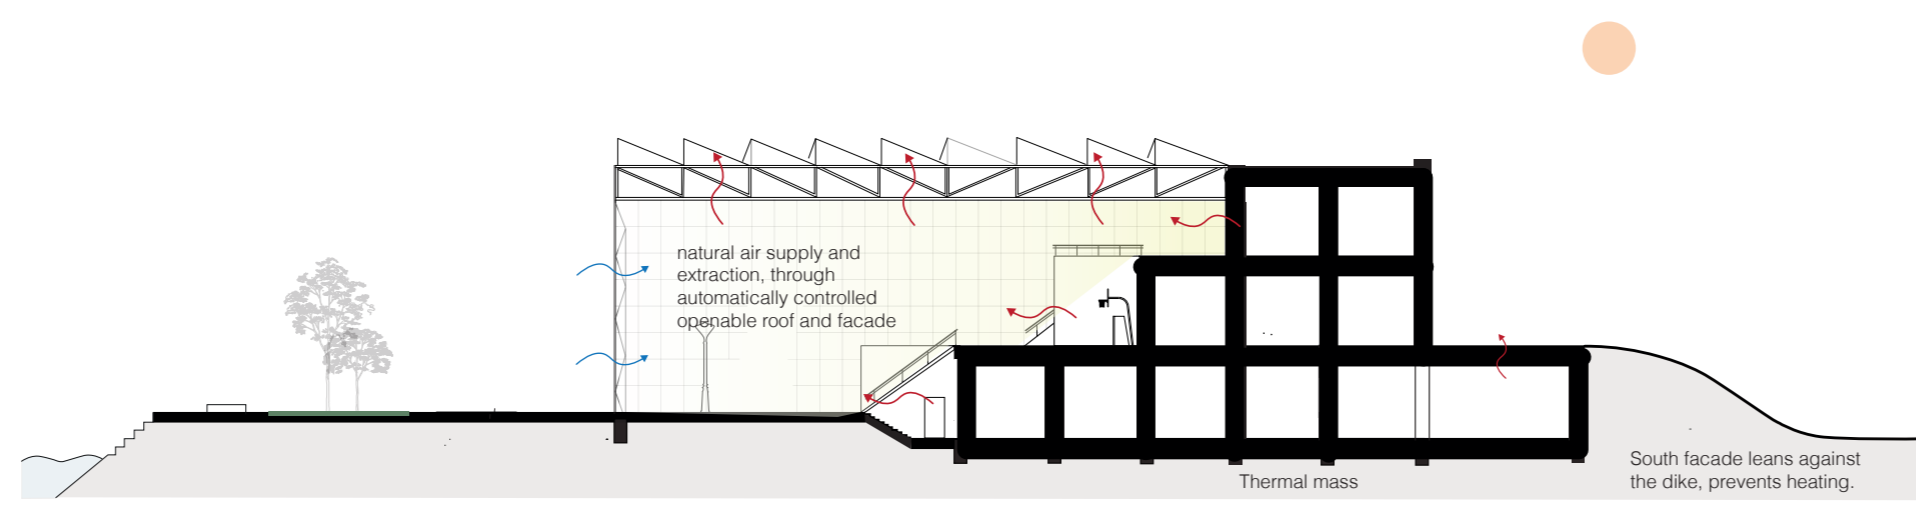 natural air supply and
extraction, through
automatically controlled
openable roof and facade
Thermal mass
South facade leans against
the dike, prevents heating.